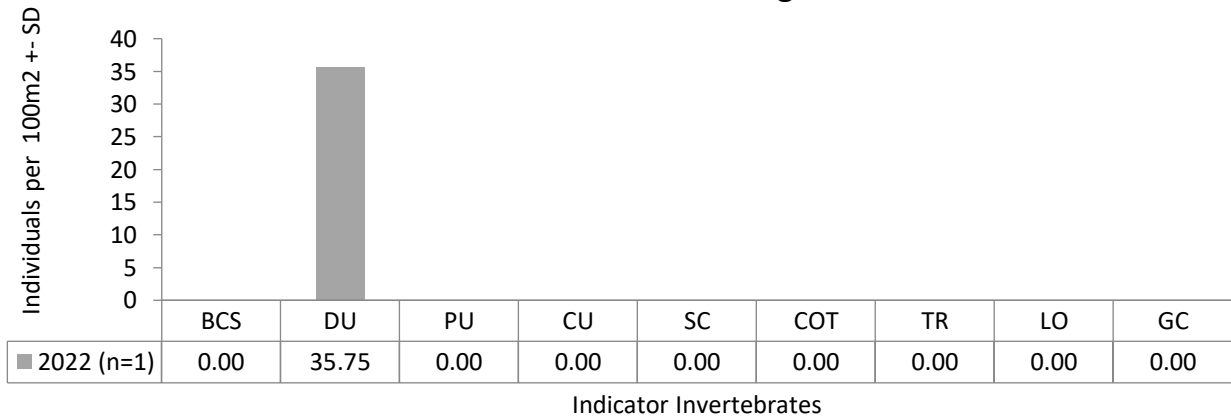 Individuals per 100m2 +- SD
40
35
30
25
20
15
10
5
0
BCS DU PU CU SC COT TR LO GC
2022 (n=1) 0.00 35.75 0.00 0.00 0.00 0.00 0.00 0.00 0.00
Indicator Invertebrates